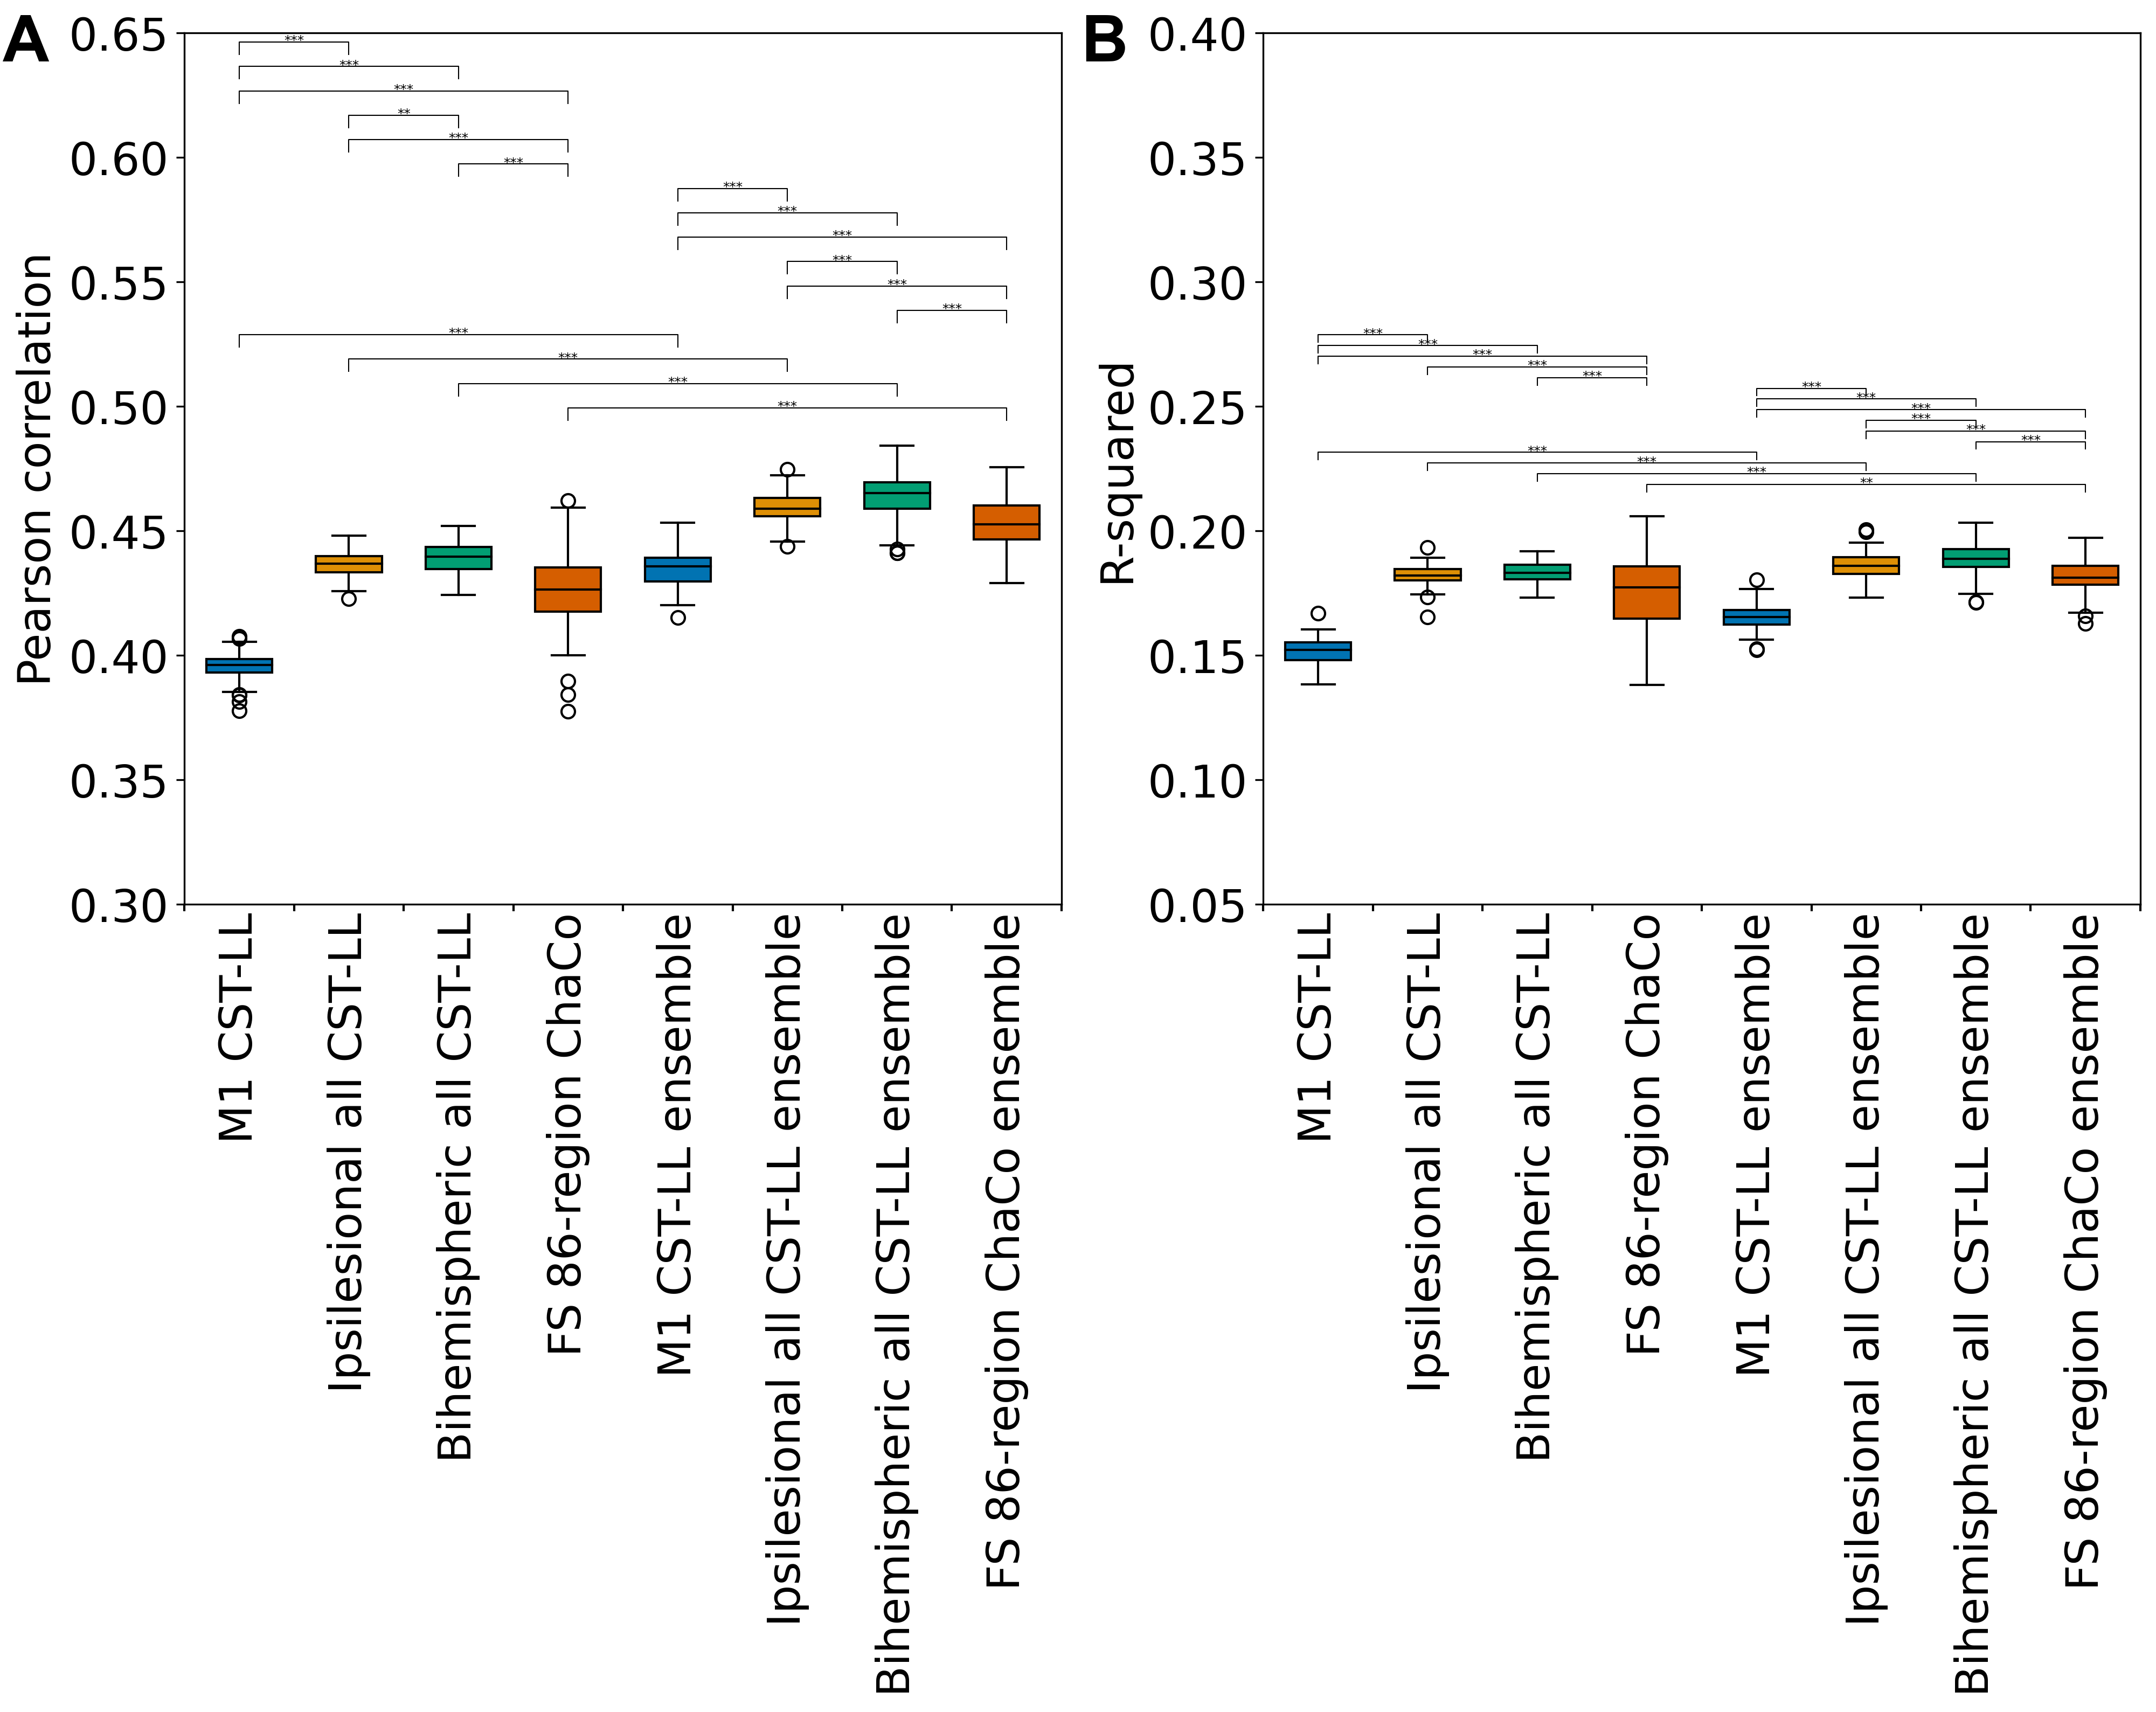 A
Pearson correlation
0.65
0.60
0.55
0.50
0.45
0.40
0.35
0.30
***
***
***
**
***
***
***
***
***
***
***
***
***
***
***
***
M1 CST-LL
Ipsilesional all CST-LL
Bihemispheric all CST-LL
FS 86-region ChaCo
M1 CST-LL ensemble
Ipsilesional all CST-LL ensemble
Bihemispheric all CST-LL ensemble
FS 86-region ChaCo ensemble
B
R-squared
0.40
0.35
0.30
0.25
0.20
0.15
0.10
0.05
***
***
***
***
***
***
***
***
***
***
***
***
***
***
**
M1 CST-LL
Ipsilesional all CST-LL
Bihemispheric all CST-LL
FS 86-region ChaCo
M1 CST-LL ensemble
Ipsilesional all CST-LL ensemble
Bihemispheric all CST-LL ensemble
FS 86-region ChaCo ensemble